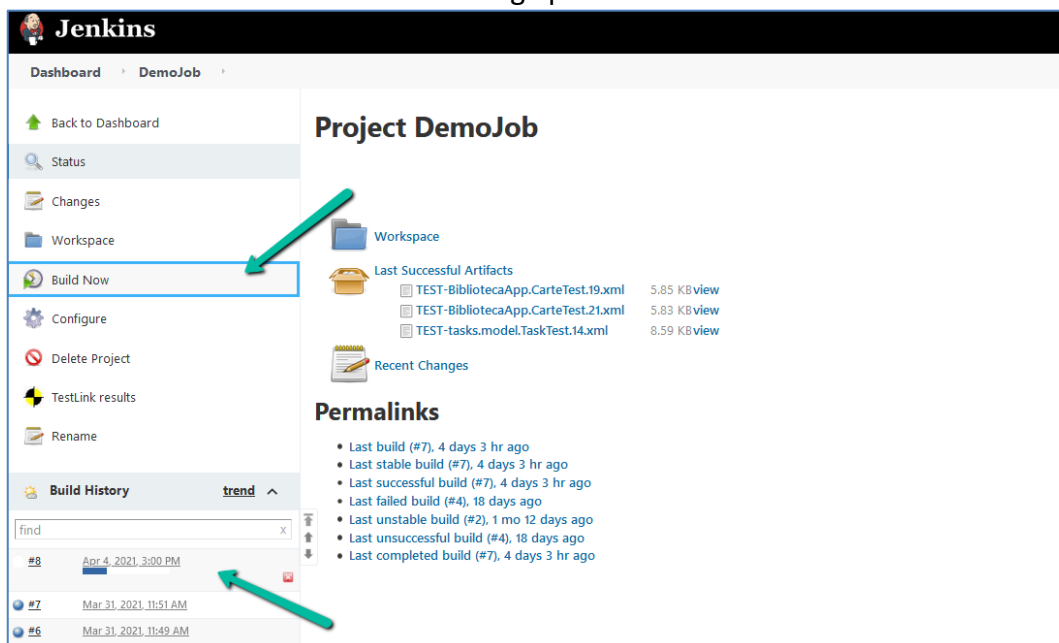 Jenkins
Dashboard DemoJob
Back to Dashboard
Status
Changes
Workspace
Build Now
Configure
Delete Project
TestLink results
Rename
Build History trend
find x
#8 Apr 4, 2021, 3:00 PM
#7 Mar 31, 2021, 11:51 AM
#6 Mar 31, 2021, 11:49 AM
Project DemoJob
Workspace
Last Successful Artifacts
TEST-BibliotecaApp.CarteTest.19.xml 5.85 KB view
TEST-BibliotecaApp.CarteTest.21.xml 5.83 KB view
TEST-tasks.model.TaskTest.14.xml 8.59 KB view
Recent Changes
Permalinks
Last build (#7), 4 days 3 hr ago
Last stable build (#7), 4 days 3 hr ago
Last successful build (#7), 4 days 3 hr ago
Last failed build (#4), 18 days ago
Last unstable build (#2), 1 mo 12 days ago
Last unsuccessful build (#4), 18 days ago
Last completed build (#7), 4 days 3 hr ago